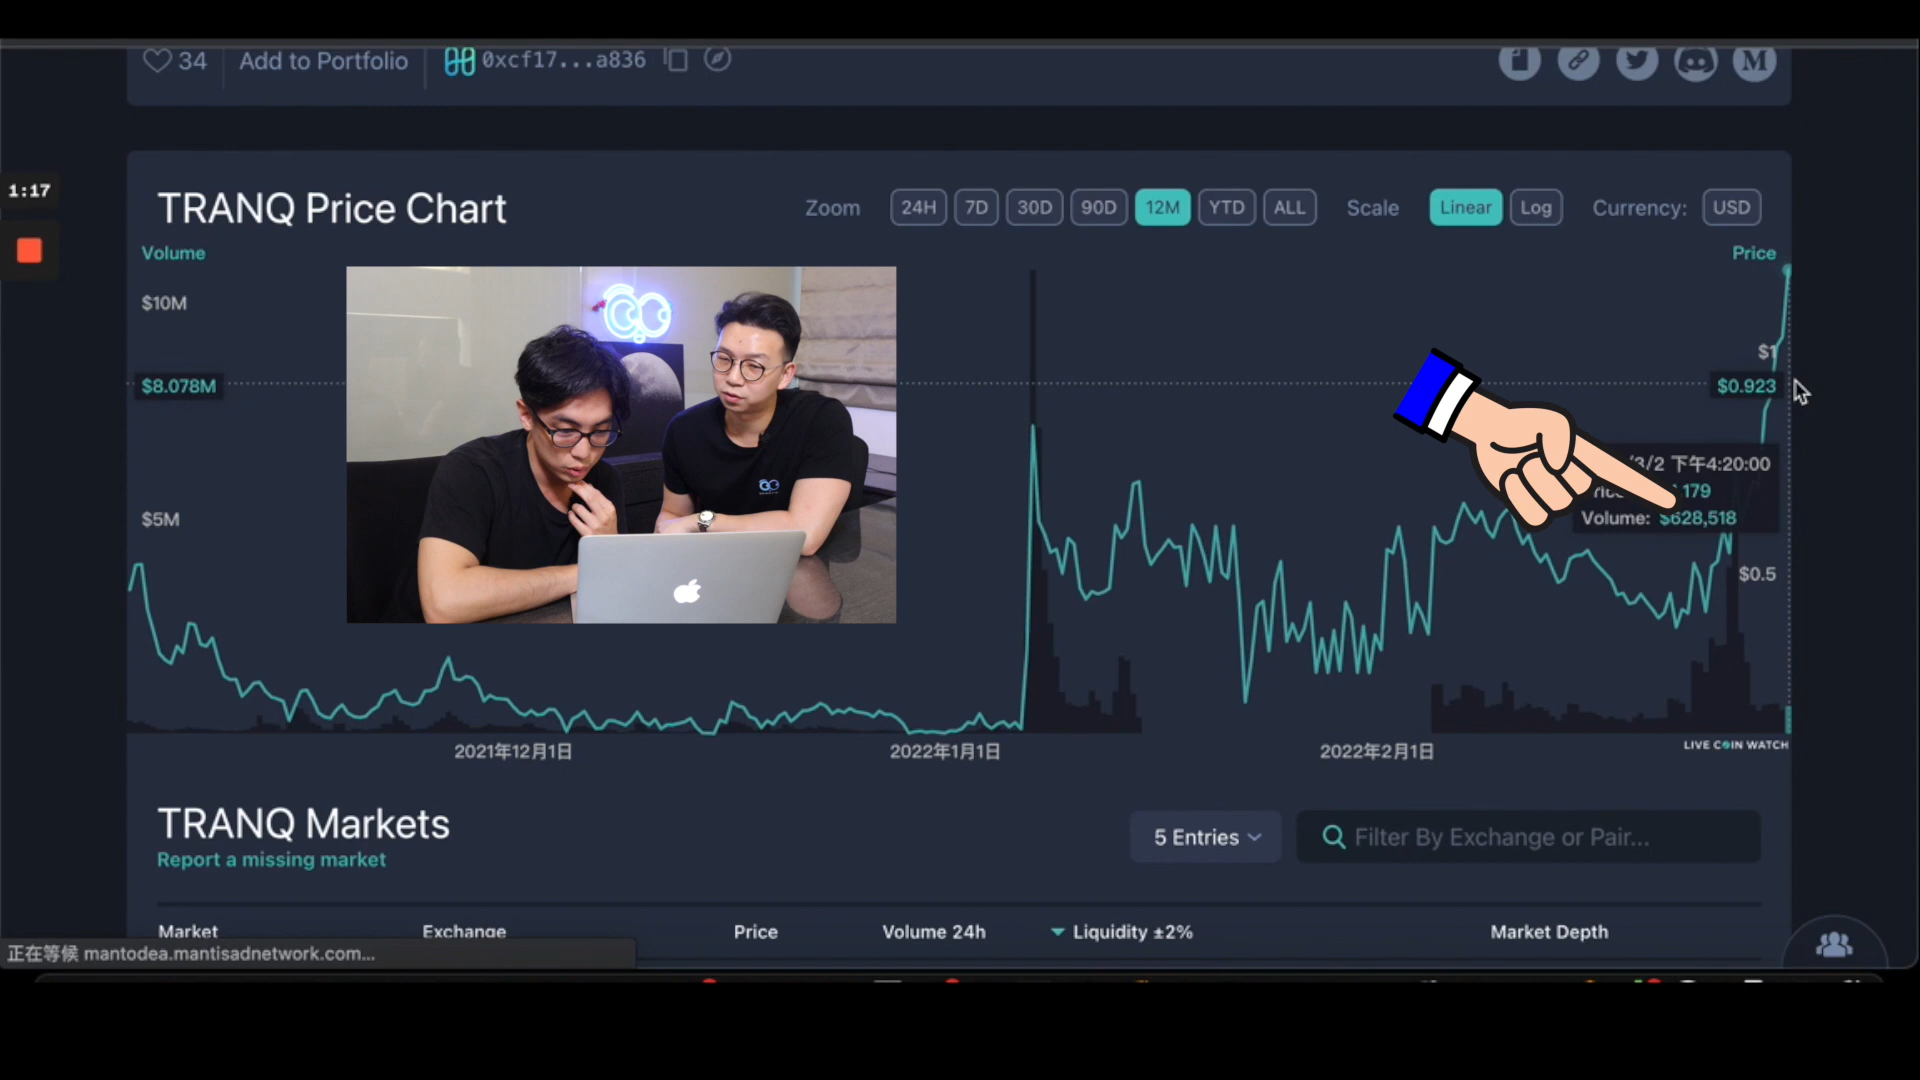 34 Add to Portfolio 0xcf17...a836
1:17
TRANQ Price Chart
Zoom 24H 7D 30D 90D 12M YTD ALL Scale Linear Log Currency: USD
Volume
Price
$10M
$1
$8.078M
$0.923
/3/2 下午4:20:00
179
Volume: $628,518
$5M
$0.5
2021年12月1日 2022年1月1日 2022年2月1日
LIVE COIN WATCH
TRANQ Markets
Report a missing market
5 Entries
Filter By Exchange or Pair...
Market Exchange Price Volume 24h Liquidity ±2% Market Depth
正在等候 mantodea.mantisadnetwork.com...